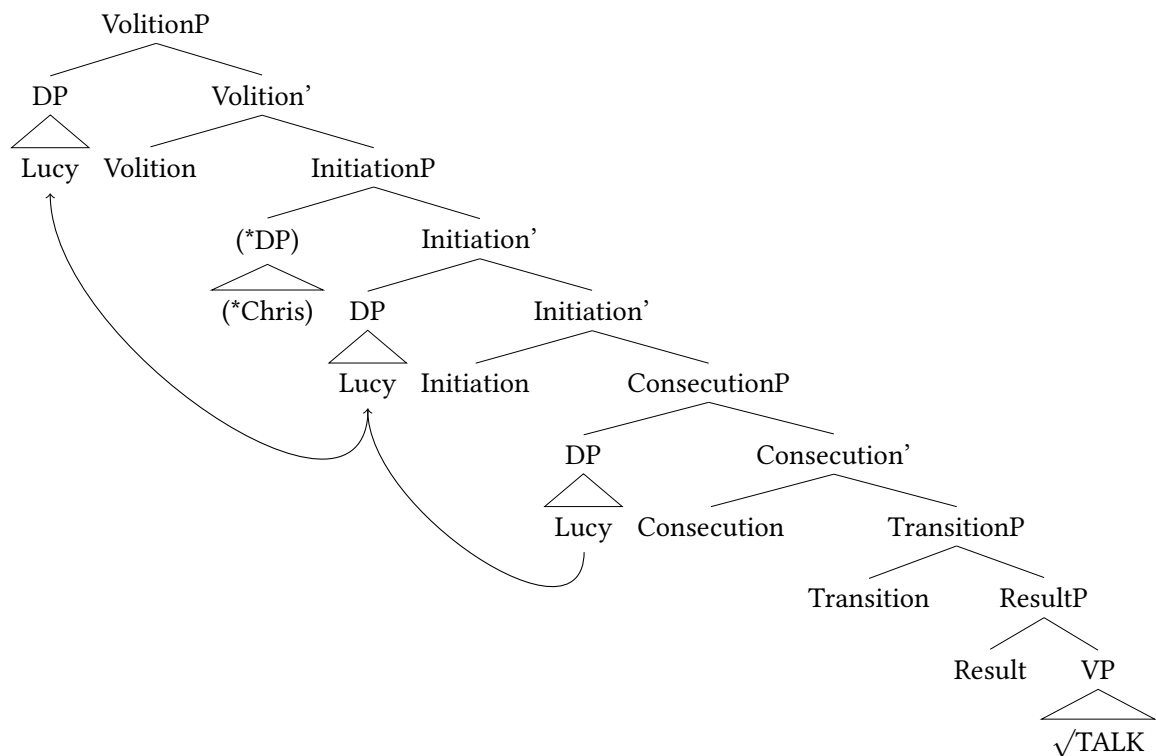 VolitionP
DP Volition’
Lucy Volition InitiationP
(*DP) Initiation’
(*Chris) DP Initiation’
Lucy Initiation ConsecutionP
DP Consecution’
Lucy Consecution TransitionP
Transition ResultP
Result VP
√TALK